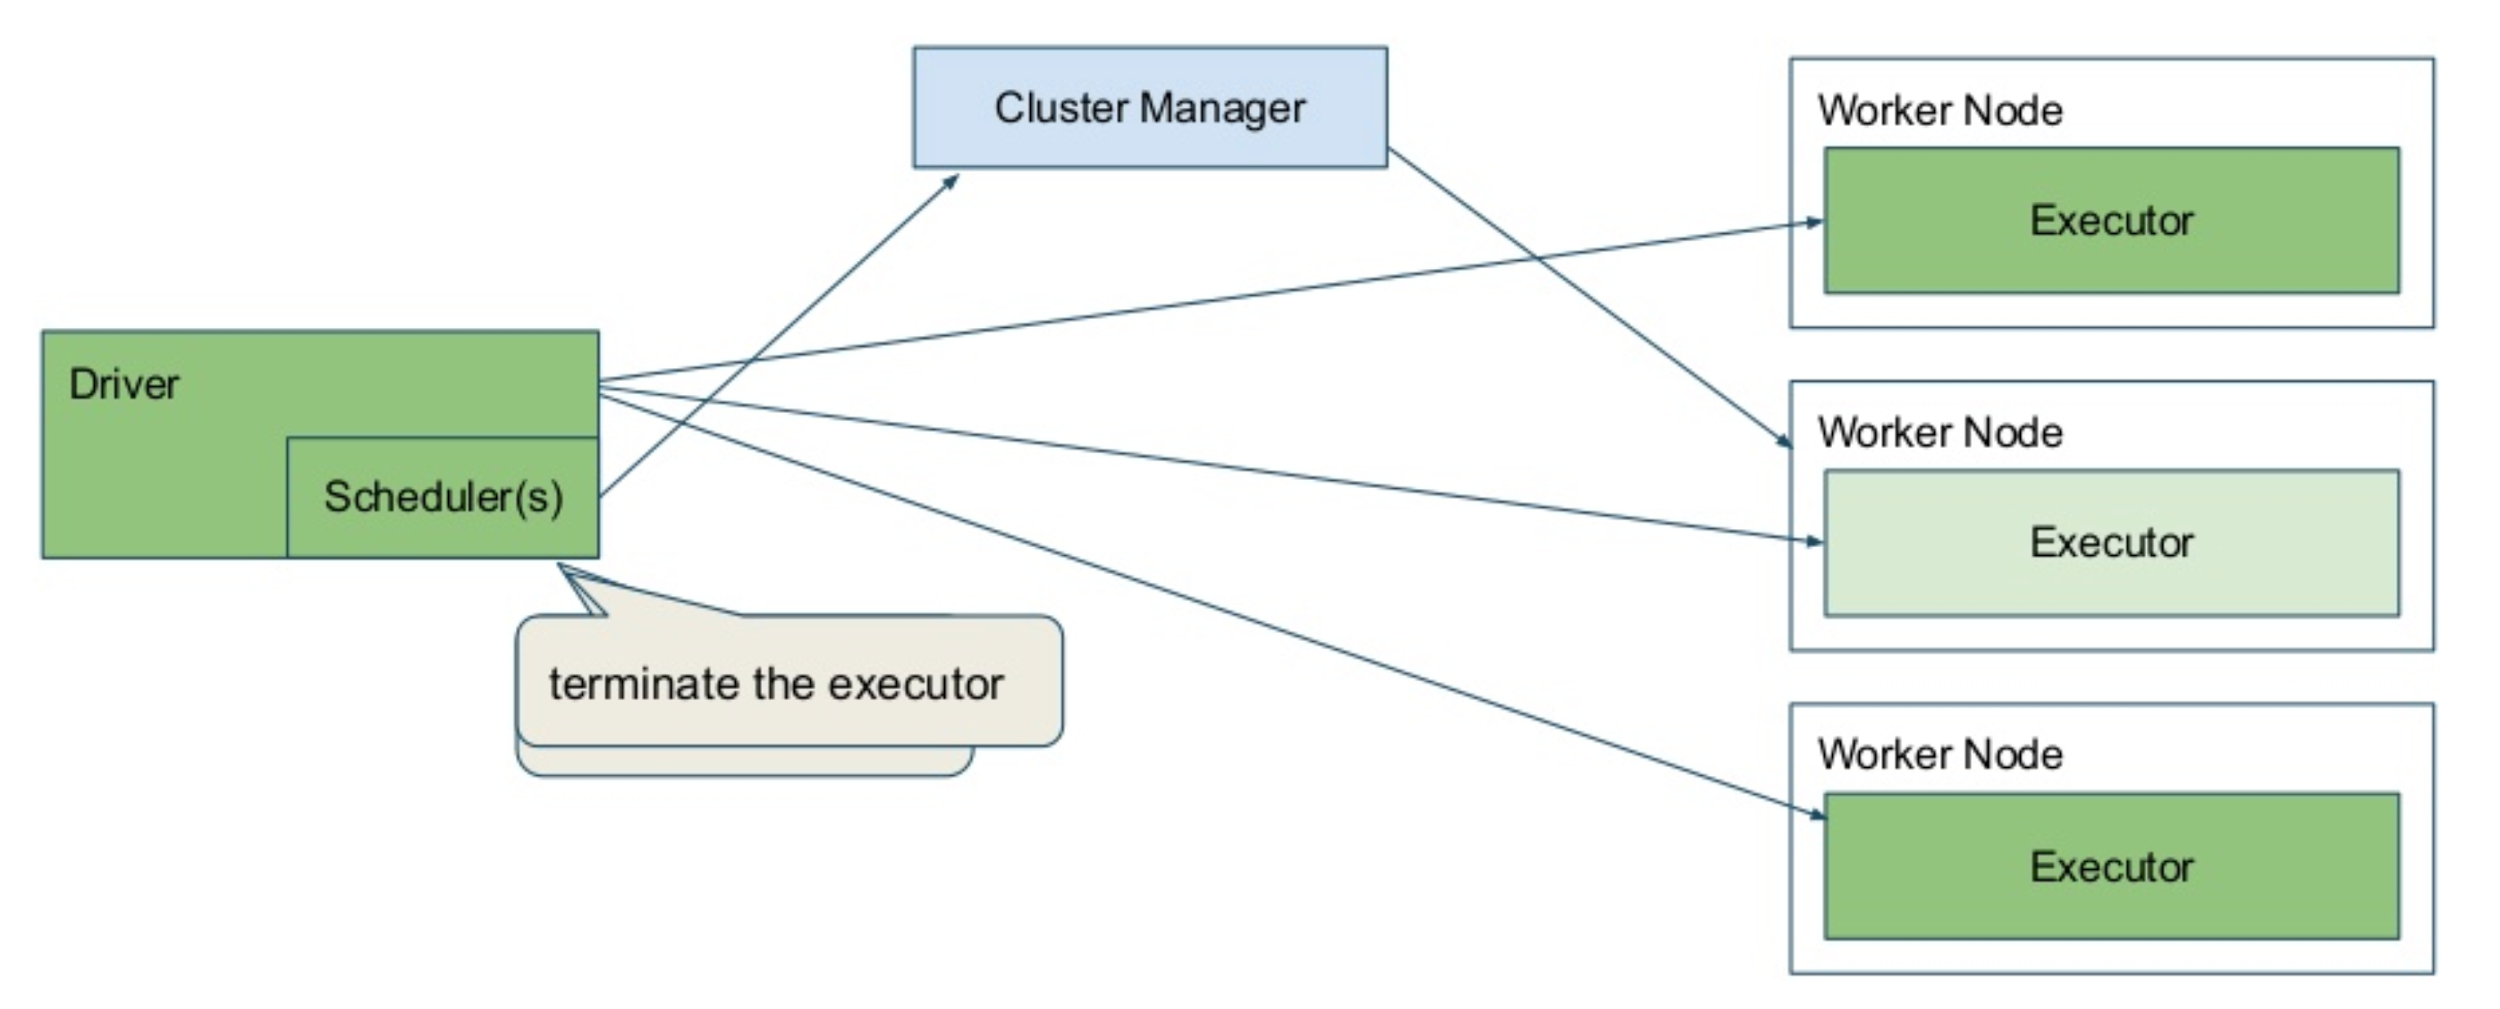 Cluster Manager
Worker Node
Executor
Driver
Scheduler(s)
Worker Node
Executor
terminate the executor
Worker Node
Executor